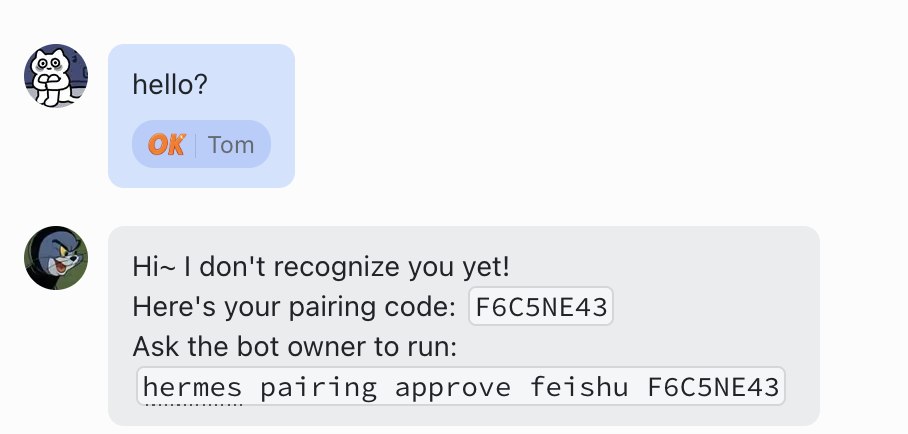 hello?
OK Tom
Hi~ I don't recognize you yet!
Here's your pairing code: F6C5NE43
Ask the bot owner to run:
hermes pairing approve feishu F6C5NE43